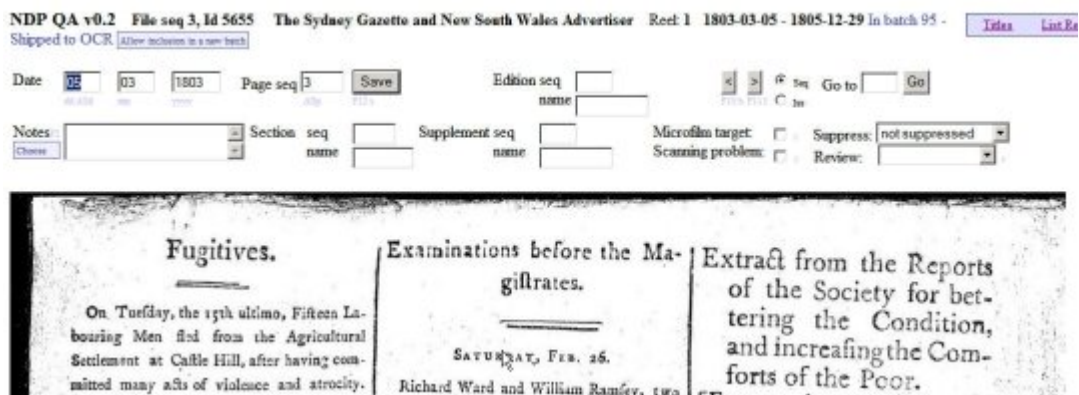 NDP QA v0.2 File seq 3, Id 5655 The Sydney Gazette and New South Wales Advertiser Reel: 1 1803-03-05 - 1805-12-29 In batch 95 - Titles List Re
Shipped to OCR Allow inclusion in a new batch
Date 05 03 1803 Page seq 3 Save Edition seq < > Seq Go to Go
name
Notes Section seq Supplement seq Microfilm target: Suppress: not suppressed
Choose name name Scanning problem: Review:
Fugitives.
On Tueſday, the 15th ultimo, Fifteen La-
bouring Men fled from the Agricultural
Settlement at Caſtle Hill, after having com-
mitted many acts of violence and atrocity.
Examinations before the Ma-
giſtrates.
SATURDAY, FEB. 26.
Richard Ward and William Ramſey, two
Extract from the Reports
of the Society for bet-
tering the Condition,
and increaſing the Com-
forts of the Poor.